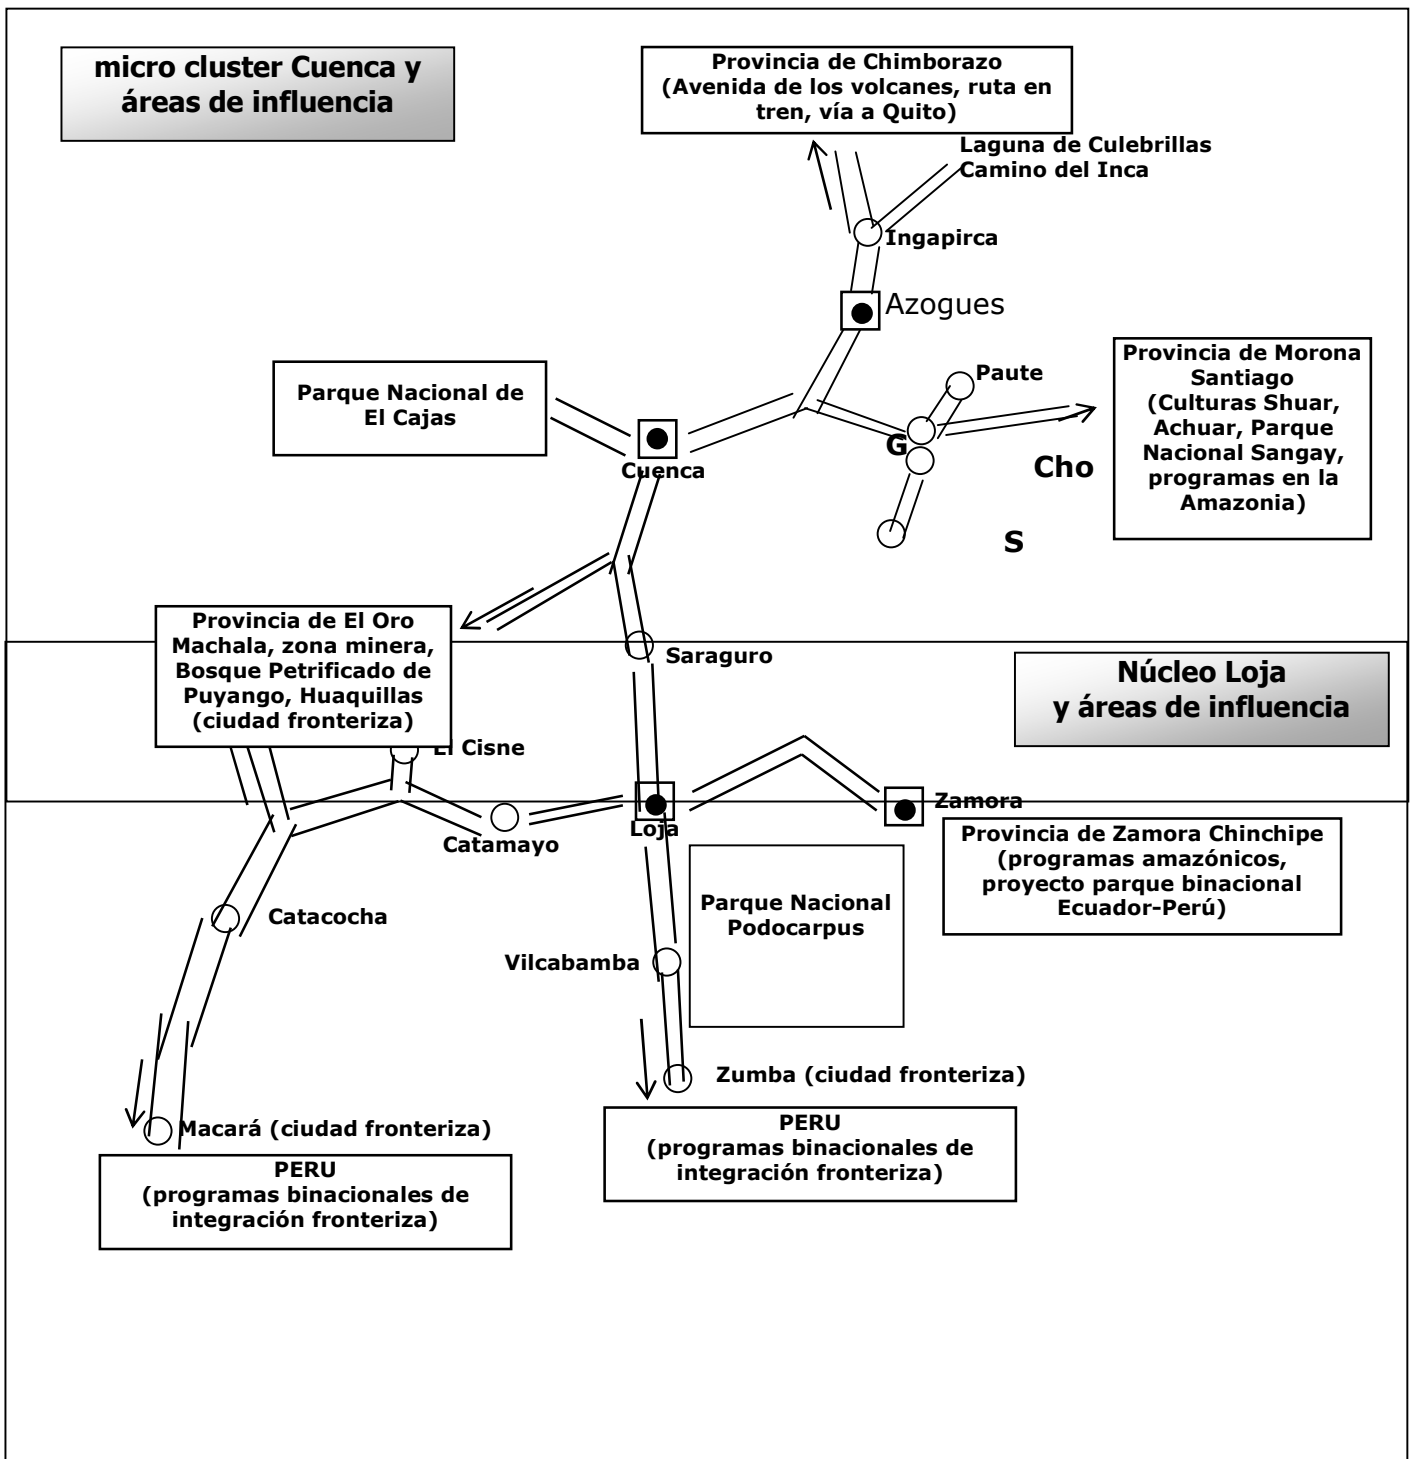 micro cluster Cuenca y
áreas de influencia
Provincia de Chimborazo
(Avenida de los volcanes, ruta en
tren, vía a Quito)
Laguna de Culebrillas
Camino del Inca
Ingapirca
Azogues
Provincia de Morona
Santiago
(Culturas Shuar,
Achuar, Parque
Nacional Sangay,
programas en la
Amazonia)
Paute
Parque Nacional de
El Cajas
G
Cuenca
Cho
S
Provincia de El Oro
Machala, zona minera,
Bosque Petrificado de
Puyango, Huaquillas
(ciudad fronteriza)
Saraguro
Núcleo Loja
y áreas de influencia
El Cisne
Zamora
Loja
Catamayo
Provincia de Zamora Chinchipe
(programas amazónicos,
proyecto parque binacional
Ecuador-Perú)
Parque Nacional
Podocarpus
Catacocha
Vilcabamba
Zumba (ciudad fronteriza)
Macará (ciudad fronteriza)
PERU
(programas binacionales de
integración fronteriza)
PERU
(programas binacionales de
integración fronteriza)